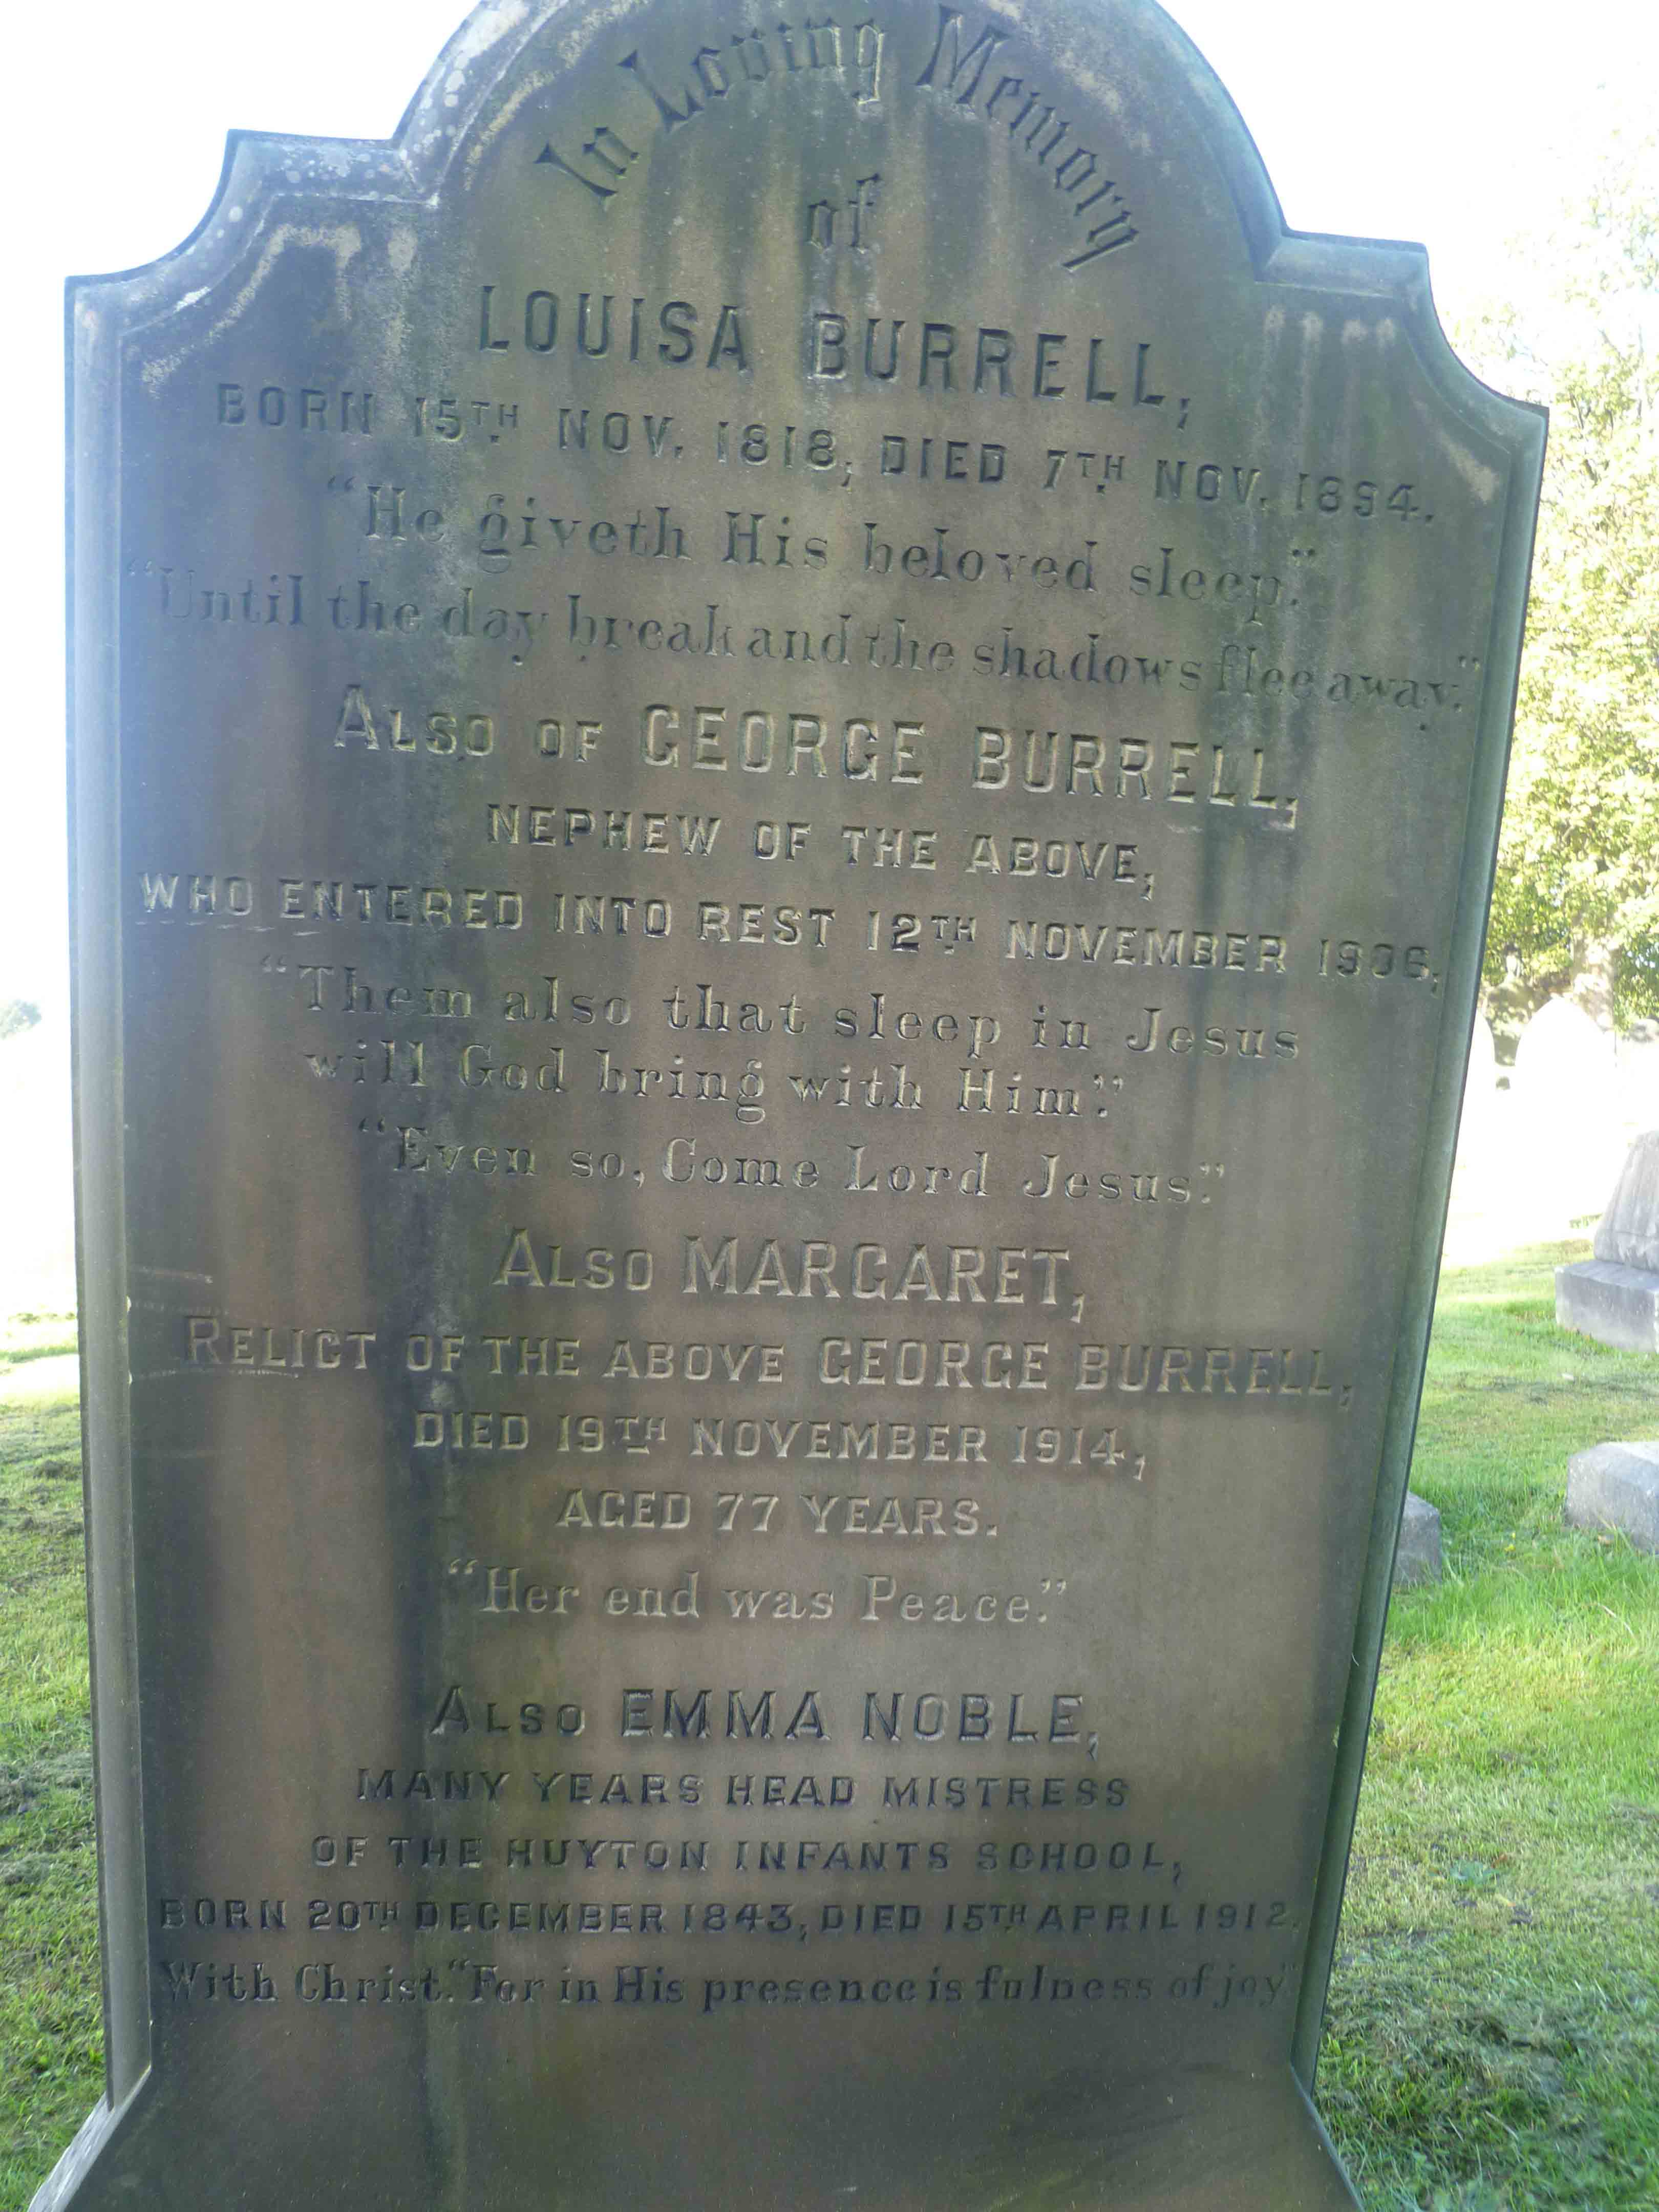 In Loving Memory
of
LOUISA BURRELL,
BORN 15TH NOV. 1818, DIED 7TH NOV. 1894.
"He giveth His beloved sleep."
"Until the day break and the shadows flee away."
ALSO OF GEORGE BURRELL,
NEPHEW OF THE ABOVE,
WHO ENTERED INTO REST 12TH NOVEMBER 1906,
"Them also that sleep in Jesus
will God bring with Him."
"Even so, Come Lord Jesus."
ALSO MARGARET,
RELICT OF THE ABOVE GEORGE BURRELL,
DIED 19TH NOVEMBER 1914,
AGED 77 YEARS.
"Her end was Peace."
ALSO EMMA NOBLE,
MANY YEARS HEAD MISTRESS
OF THE HUYTON INFANTS SCHOOL,
BORN 20TH DECEMBER 1843, DIED 15TH APRIL 1912.
With Christ. "For in His presence is fulness of joy"